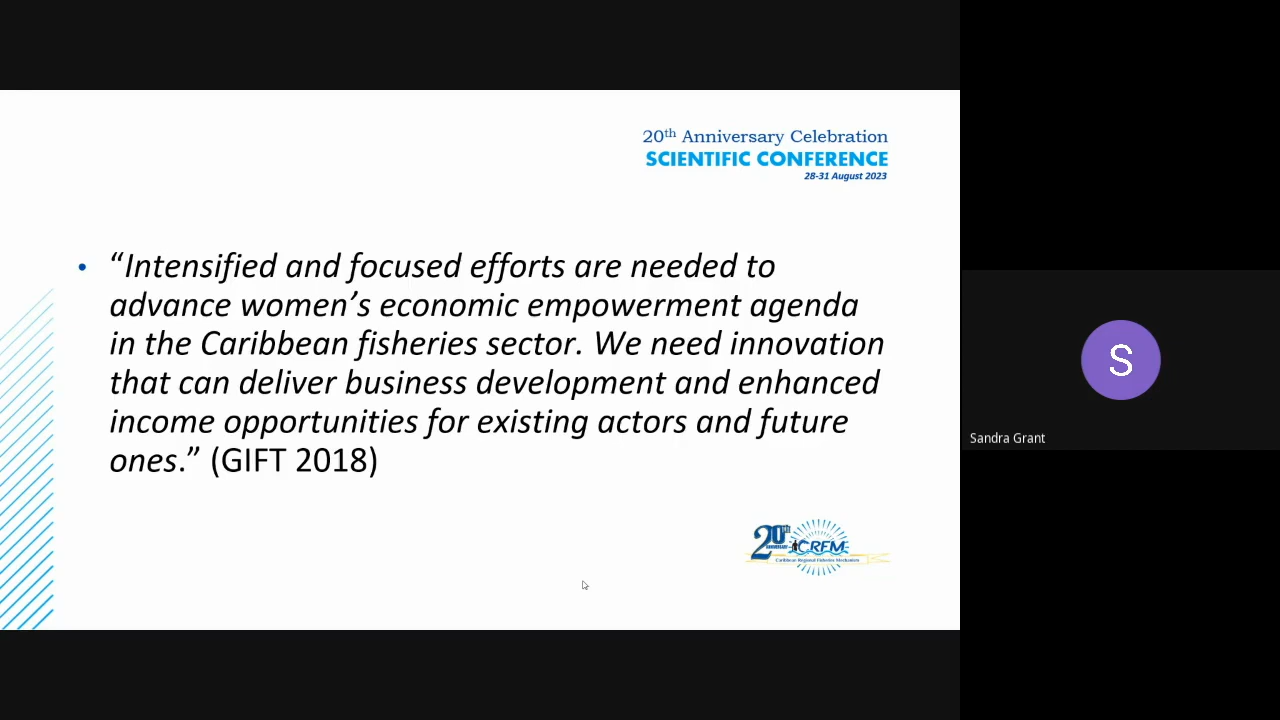 20th Anniversary Celebration
SCIENTIFIC CONFERENCE
28-31 August 2023
• “Intensified and focused efforts are needed to
advance women’s economic empowerment agenda
in the Caribbean fisheries sector. We need innovation
that can deliver business development and enhanced
income opportunities for existing actors and future
ones.” (GIFT 2018)
20th
ANNIVERSARY
CRFM
Caribbean Regional Fisheries Mechanism
S
Sandra Grant